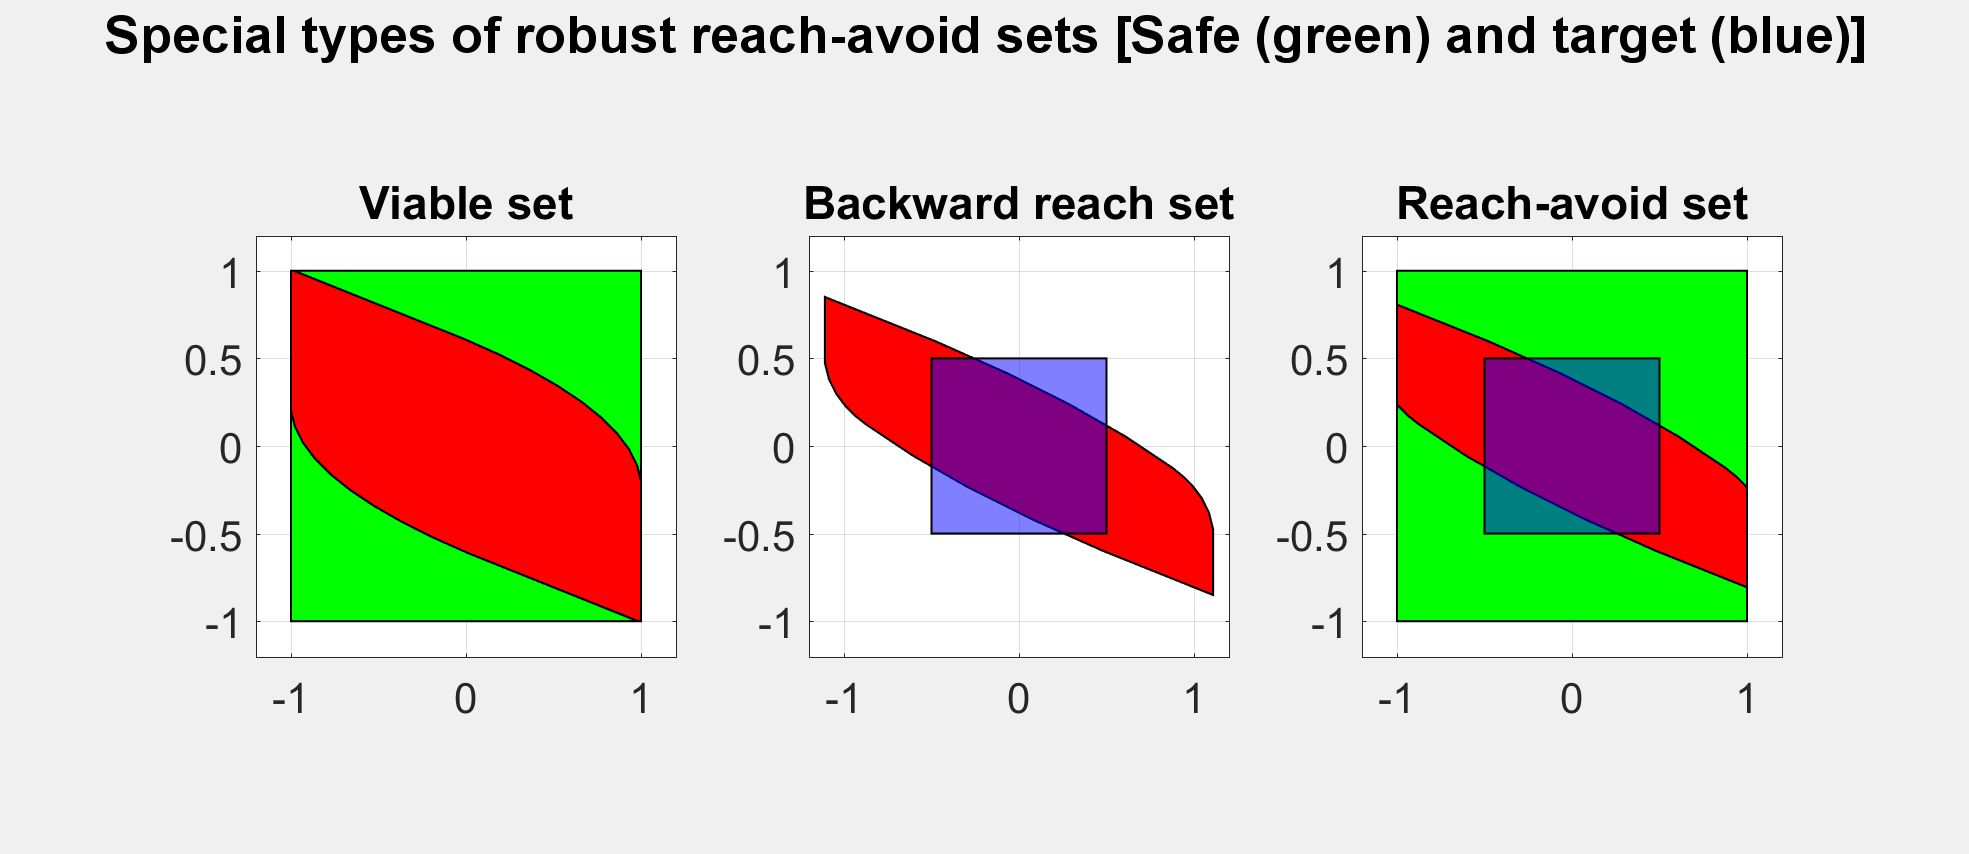 Special types of robust reach-avoid sets [Safe (green) and target (blue)]
Viable set
1
0.5
0
-0.5
-1
-1 0 1
Backward reach set
1
0.5
0
-0.5
-1
-1 0 1
Reach-avoid set
1
0.5
0
-0.5
-1
-1 0 1